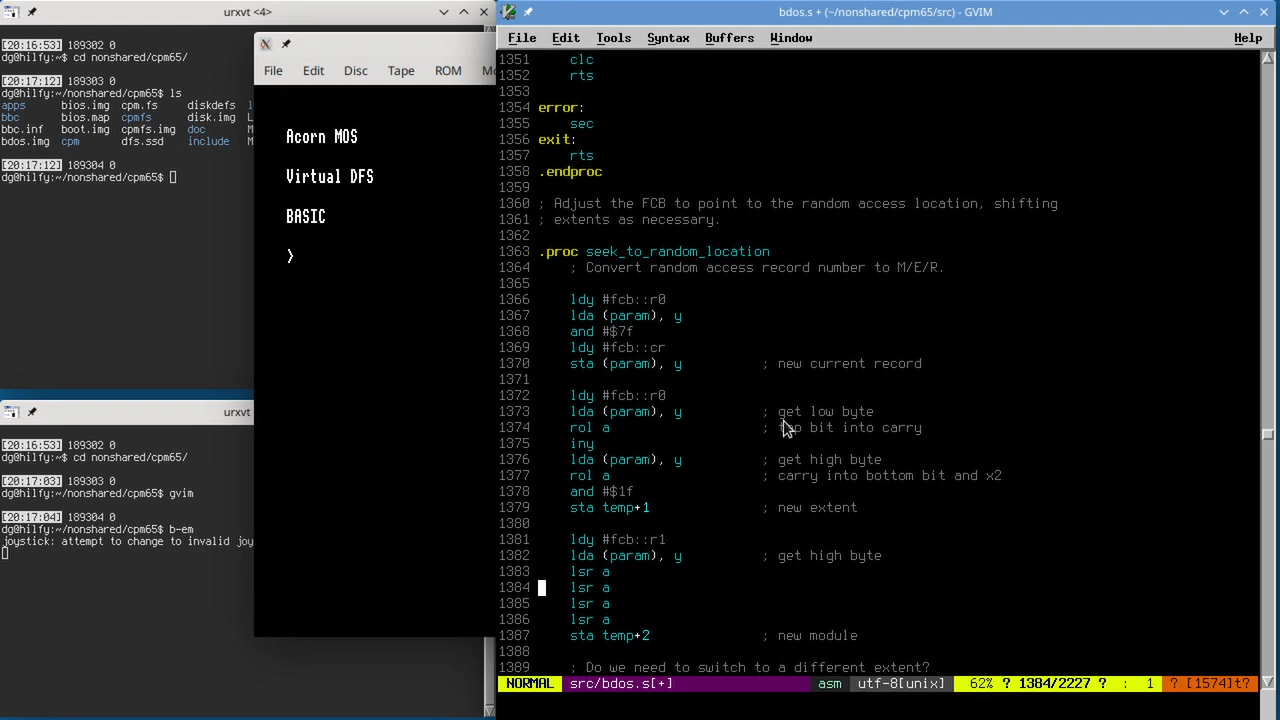 urxvt <4>
[20:16:53] 189302 0
dg@hilfy:~$ cd nonshared/cpm65/
[20:17:12] 189303 0
dg@hilfy:~/nonshared/cpm65$ ls
apps bios.img cpm.fs diskdefs
bbc bios.map cpmfs disk.img L
bbc.inf boot.img cpmfs.img doc M
bdos.img cpm dfs.ssd include M
[20:17:12] 189304 0
dg@hilfy:~/nonshared/cpm65$
urxvt
[20:16:53] 189302 0
dg@hilfy:~$ cd nonshared/cpm65/
[20:17:03] 189303 0
dg@hilfy:~/nonshared/cpm65$ gvim
[20:17:04] 189304 0
dg@hilfy:~/nonshared/cpm65$ b-em
joystick: attempt to change to invalid joy
File Edit Disc Tape ROM Mo
Acorn MOS
Virtual DFS
BASIC
>
bdos.s + (~/nonshared/cpm65/src) - GVIM
File Edit Tools Syntax Buffers Window Help
1351 clc
1352 rts
1353
1354 error:
1355 sec
1356 exit:
1357 rts
1358 .endproc
1359
1360 ; Adjust the FCB to point to the random access location, shifting
1361 ; extents as necessary.
1362
1363 .proc seek_to_random_location
1364 ; Convert random access record number to M/E/R.
1365
1366 ldy #fcb::r0
1367 lda (param), y
1368 and #$7f
1369 ldy #fcb::cr
1370 sta (param), y ; new current record
1371
1372 ldy #fcb::r0
1373 lda (param), y ; get low byte
1374 rol a ; top bit into carry
1375 iny
1376 lda (param), y ; get high byte
1377 rol a ; carry into bottom bit and x2
1378 and #$1f
1379 sta temp+1 ; new extent
1380
1381 ldy #fcb::r1
1382 lda (param), y ; get high byte
1383 lsr a
1384 lsr a
1385 lsr a
1386 lsr a
1387 sta temp+2 ; new module
1388
1389 ; Do we need to switch to a different extent?
NORMAL src/bdos.s[+] asm utf-8[unix] 62% ? 1384/2227 ? : 1 ? [1574]t?